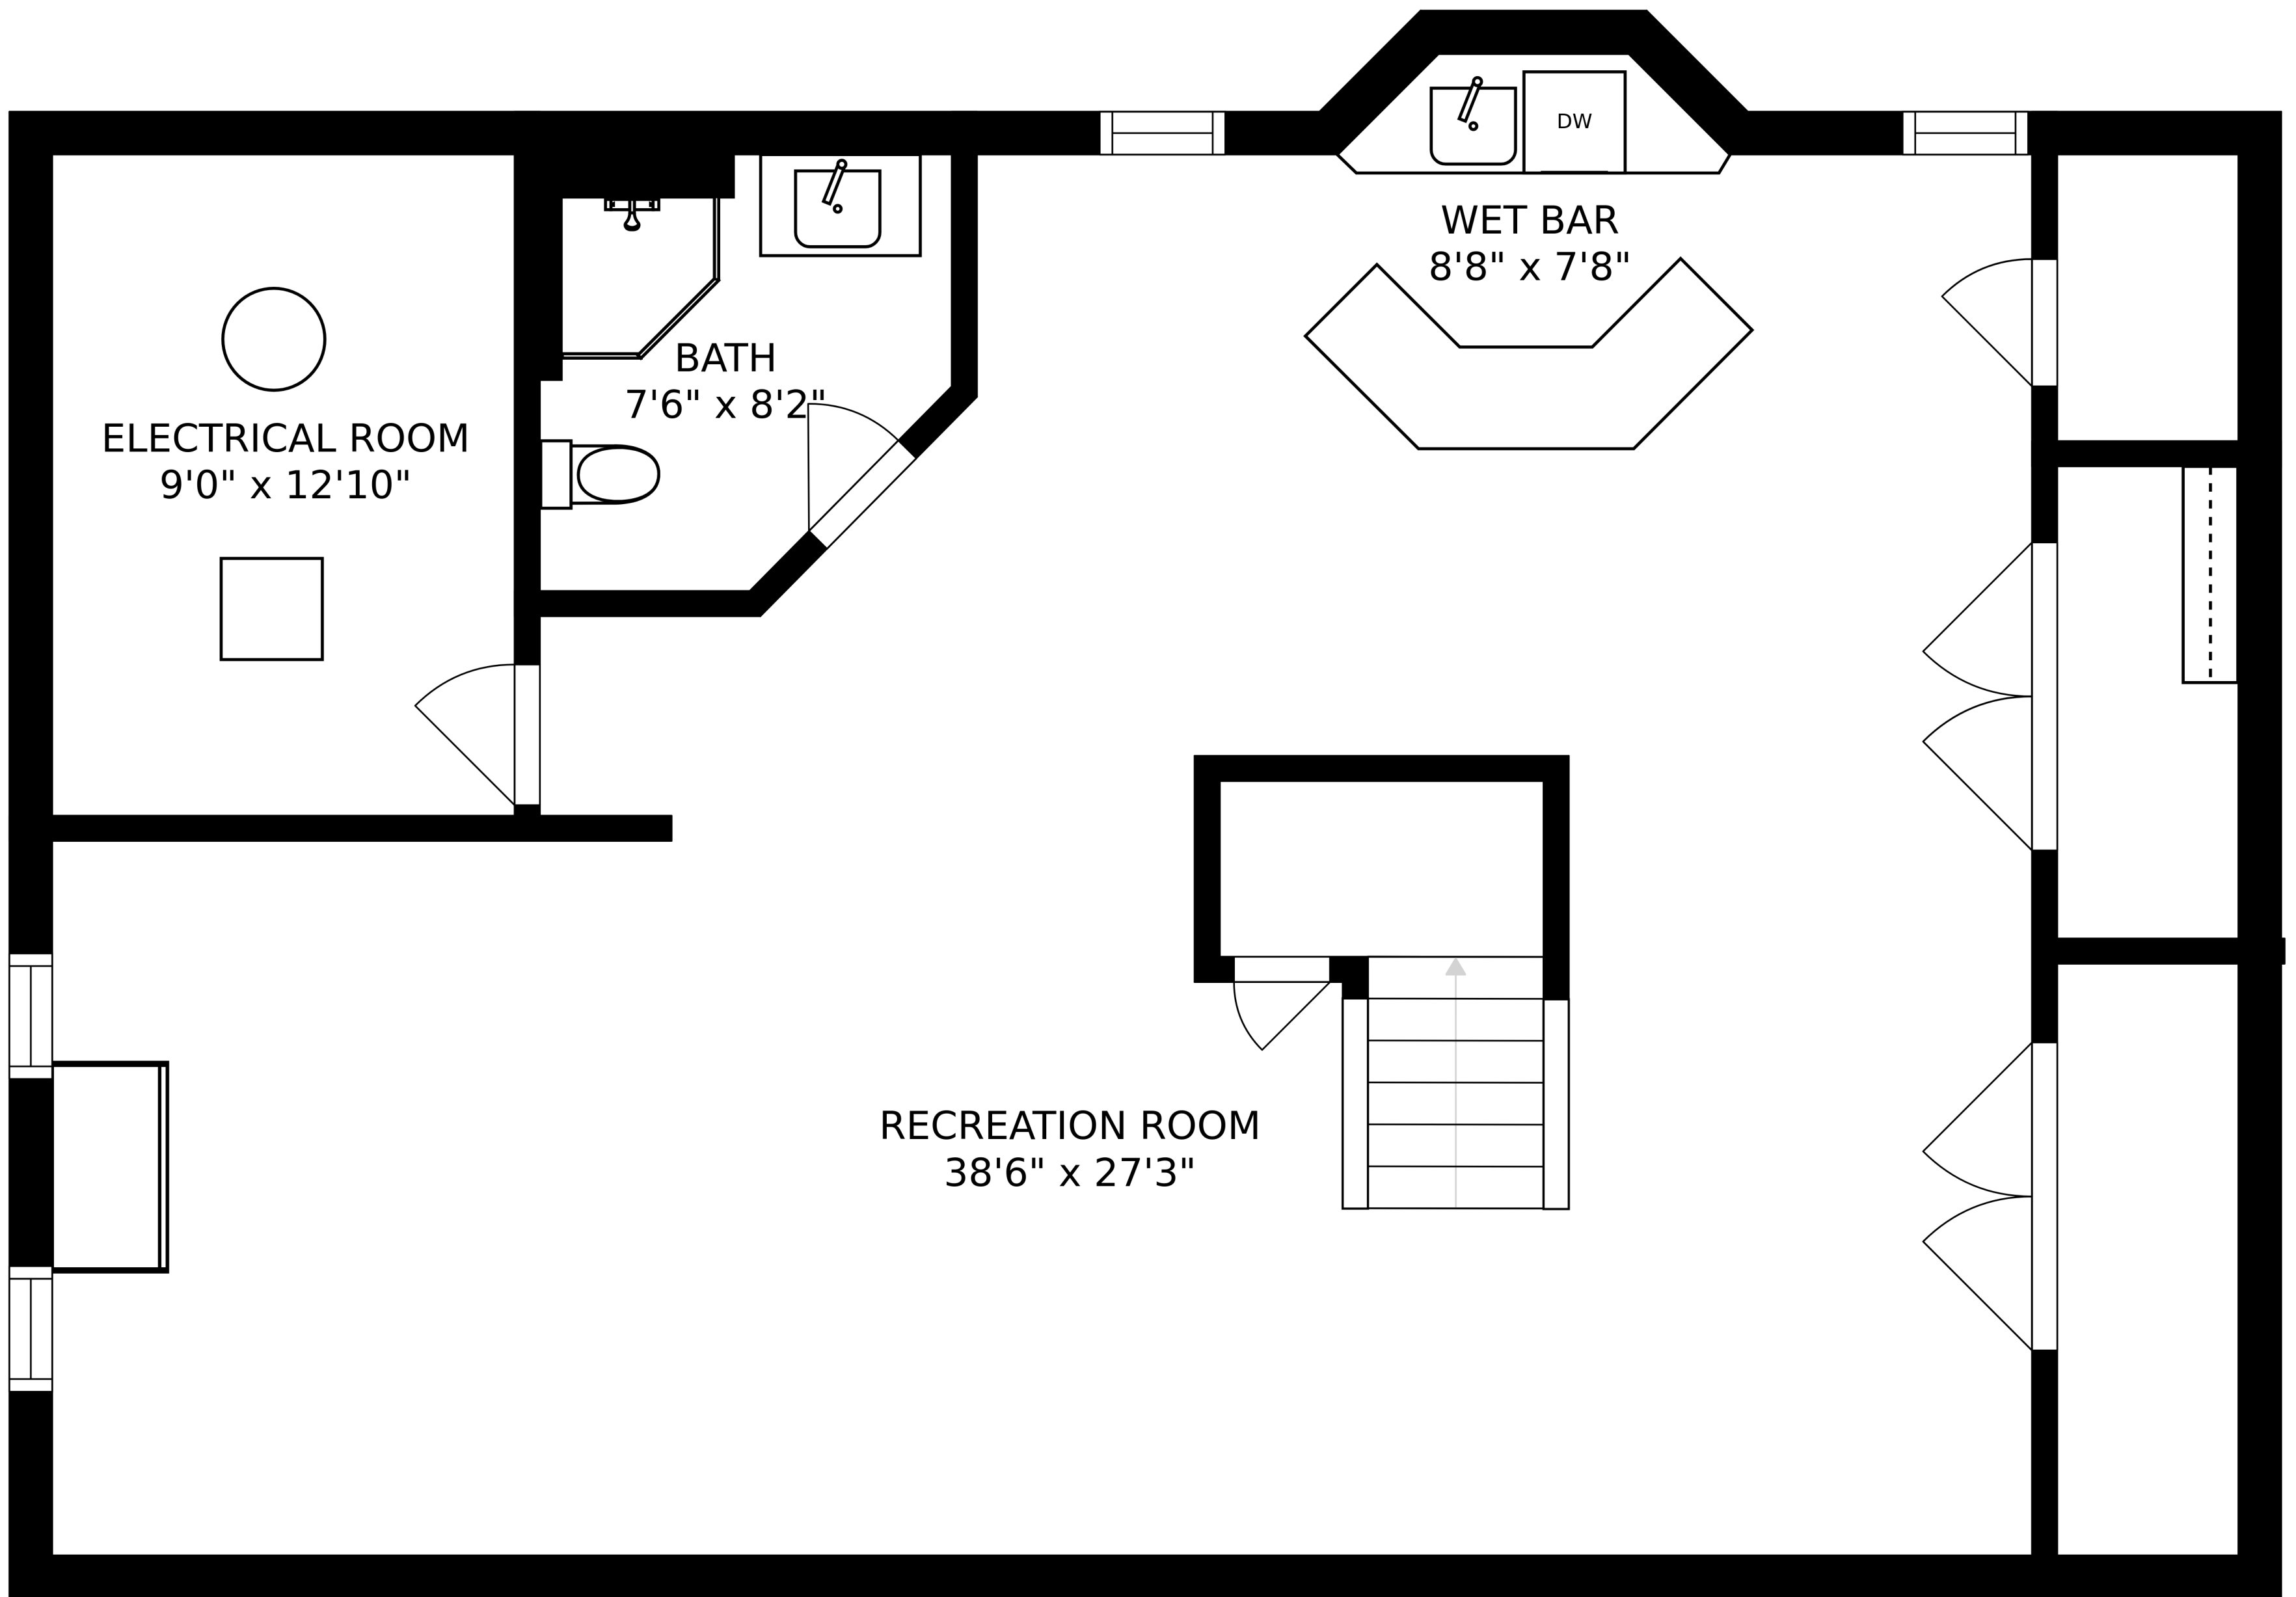 DW
WET BAR
8'8" x 7'8"
BATH
7'6" x 8'2"
ELECTRICAL ROOM
9'0" x 12'10"
RECREATION ROOM
38'6" x 27'3"